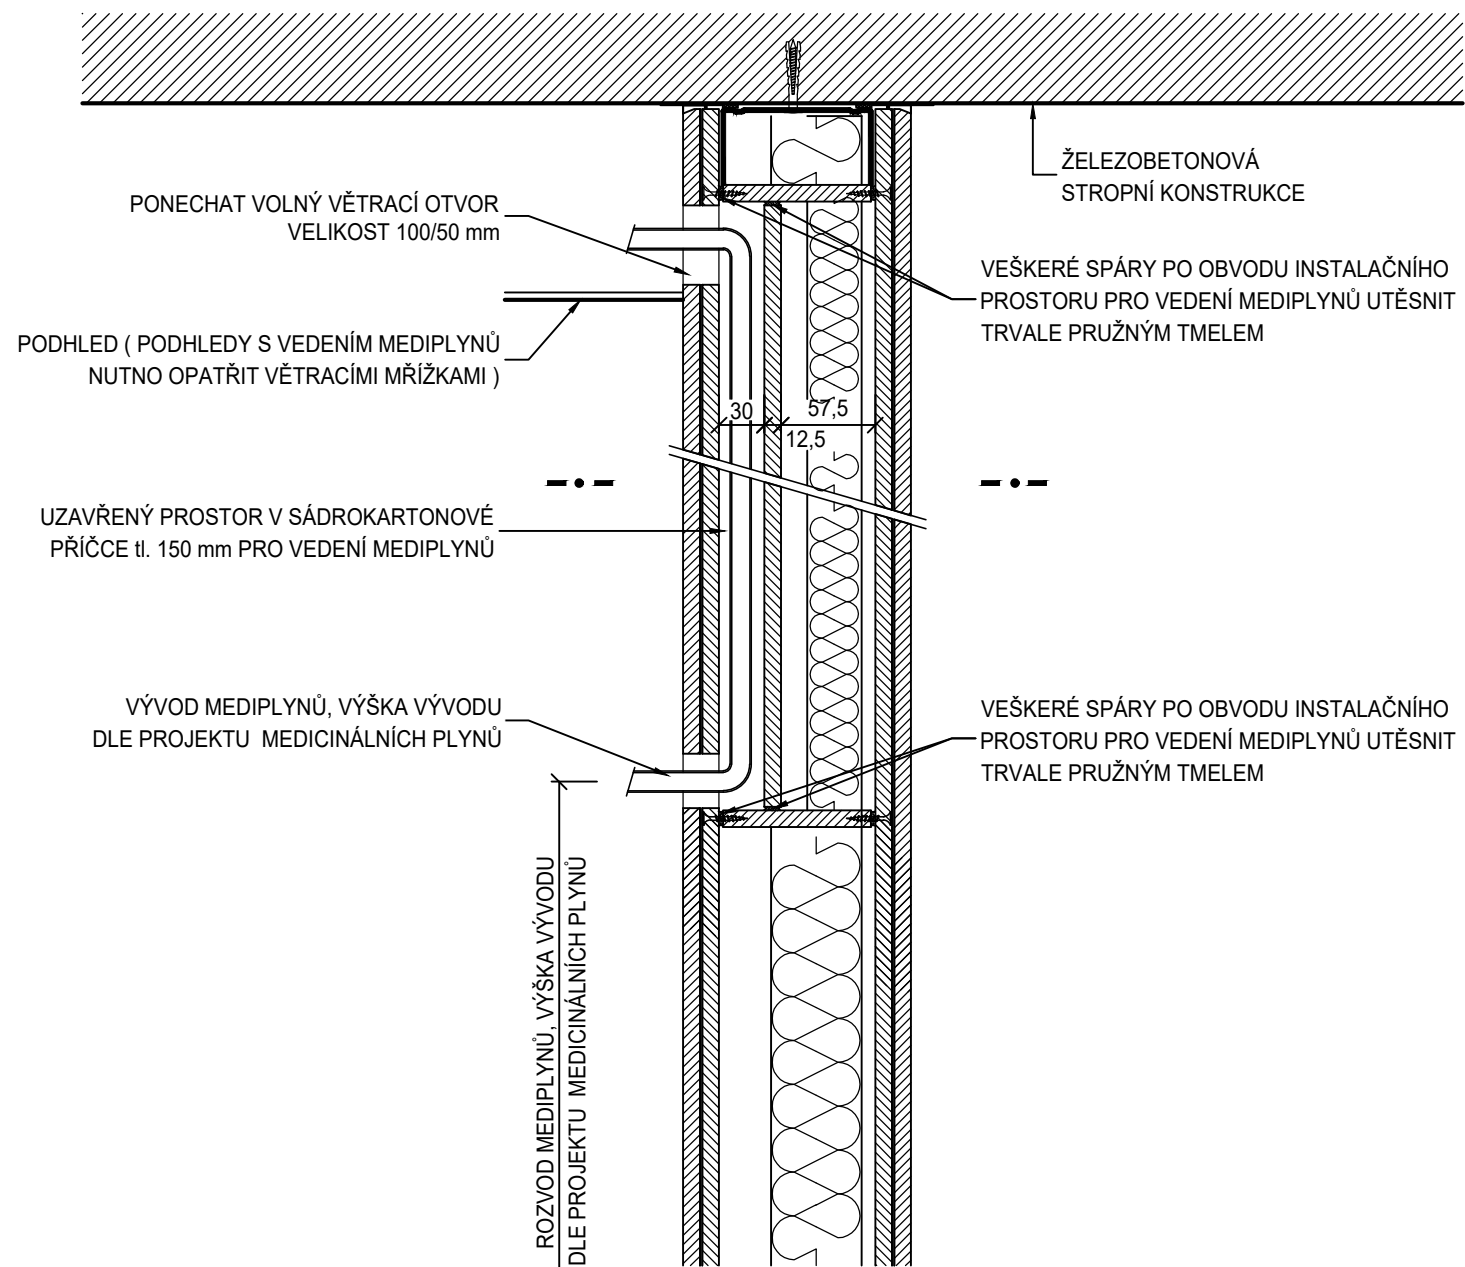 ŽELEZOBETONOVÁ
STROPNÍ KONSTRUKCE
PONECHAT VOLNÝ VĚTRACÍ OTVOR
VELIKOST 100/50 mm
VEŠKERÉ SPÁRY PO OBVODU INSTALAČNÍHO
PROSTORU PRO VEDENÍ MEDIPLYNŮ UTĚSNIT
TRVALE PRUŽNÝM TMELEM
PODHLED ( PODHLEDY S VEDENÍM MEDIPLYNŮ
NUTNO OPATŘIT VĚTRACÍMI MŘÍŽKAMI )
30
57,5
12,5
UZAVŘENÝ PROSTOR V SÁDROKARTONOVÉ
PŘÍČCE tl. 150 mm PRO VEDENÍ MEDIPLYNŮ
VÝVOD MEDIPLYNŮ, VÝŠKA VÝVODU
DLE PROJEKTU MEDICINÁLNÍCH PLYNŮ
VEŠKERÉ SPÁRY PO OBVODU INSTALAČNÍHO
PROSTORU PRO VEDENÍ MEDIPLYNŮ UTĚSNIT
TRVALE PRUŽNÝM TMELEM
ROZVOD MEDIPLYNŮ, VÝŠKA VÝVODU
DLE PROJEKTU MEDICINÁLNÍCH PLYNŮ